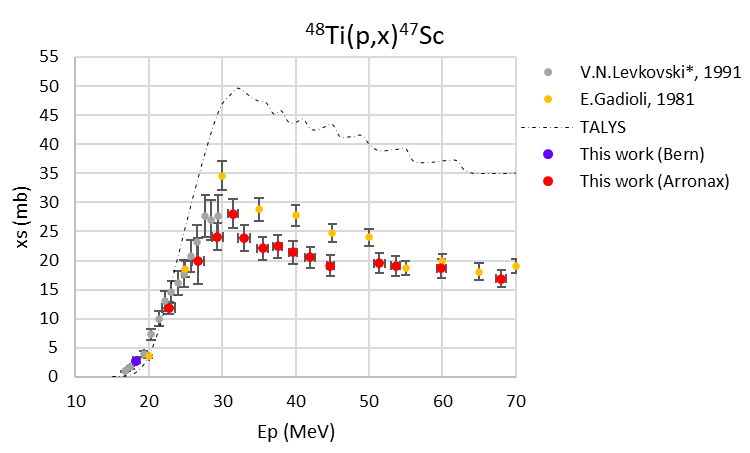 ⁴⁸Ti(p,x)⁴⁷Sc
55
50
45
40
35
30
25
20
15
10
5
0
xs (mb)
10 20 30 40 50 60 70
Ep (MeV)
V.N.Levkovski*, 1991
E.Gadioli, 1981
TALYS
This work (Bern)
This work (Arronax)